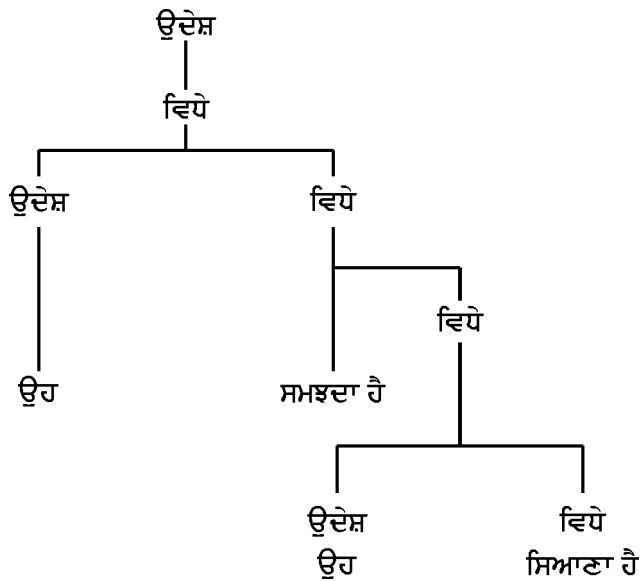 ਉਦੇਸ਼
ਵਿਧੇ
ਉਦੇਸ਼ ਵਿਧੇ
ਵਿਧੇ
ਉਹ ਸਮਝਦਾ ਹੈ
ਉਦੇਸ਼ ਵਿਧੇ
ਉਹ ਸਿਆਣਾ ਹੈ